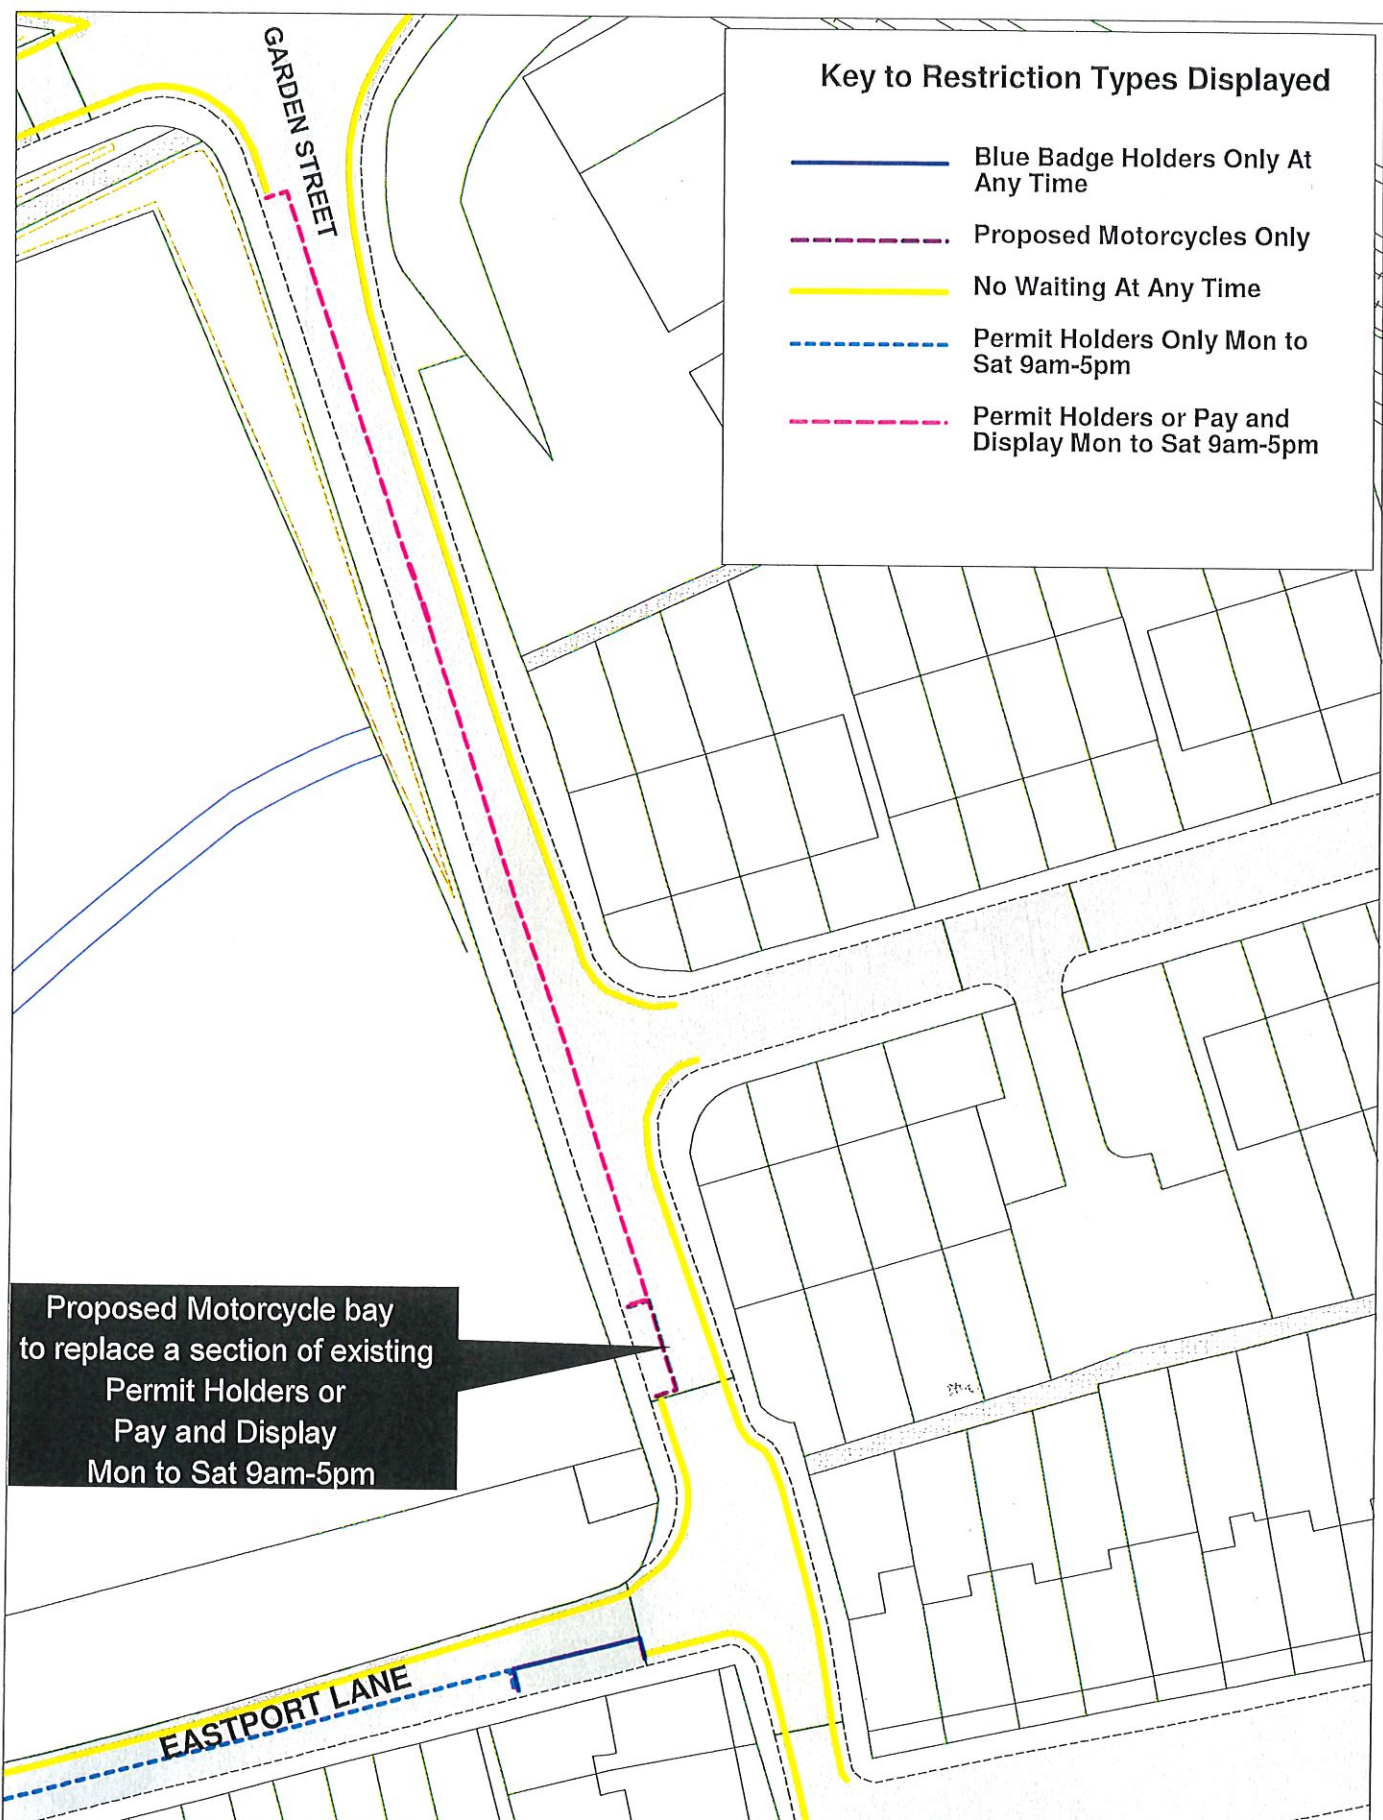 GARDEN STREET
Key to Restriction Types Displayed
Blue Badge Holders Only At
Any Time
Proposed Motorcycles Only
No Waiting At Any Time
Permit Holders Only Mon to
Sat 9am-5pm
Permit Holders or Pay and
Display Mon to Sat 9am-5pm
Proposed Motorcycle bay
to replace a section of existing
Permit Holders or
Pay and Display
Mon to Sat 9am-5pm
EASTPORT LANE